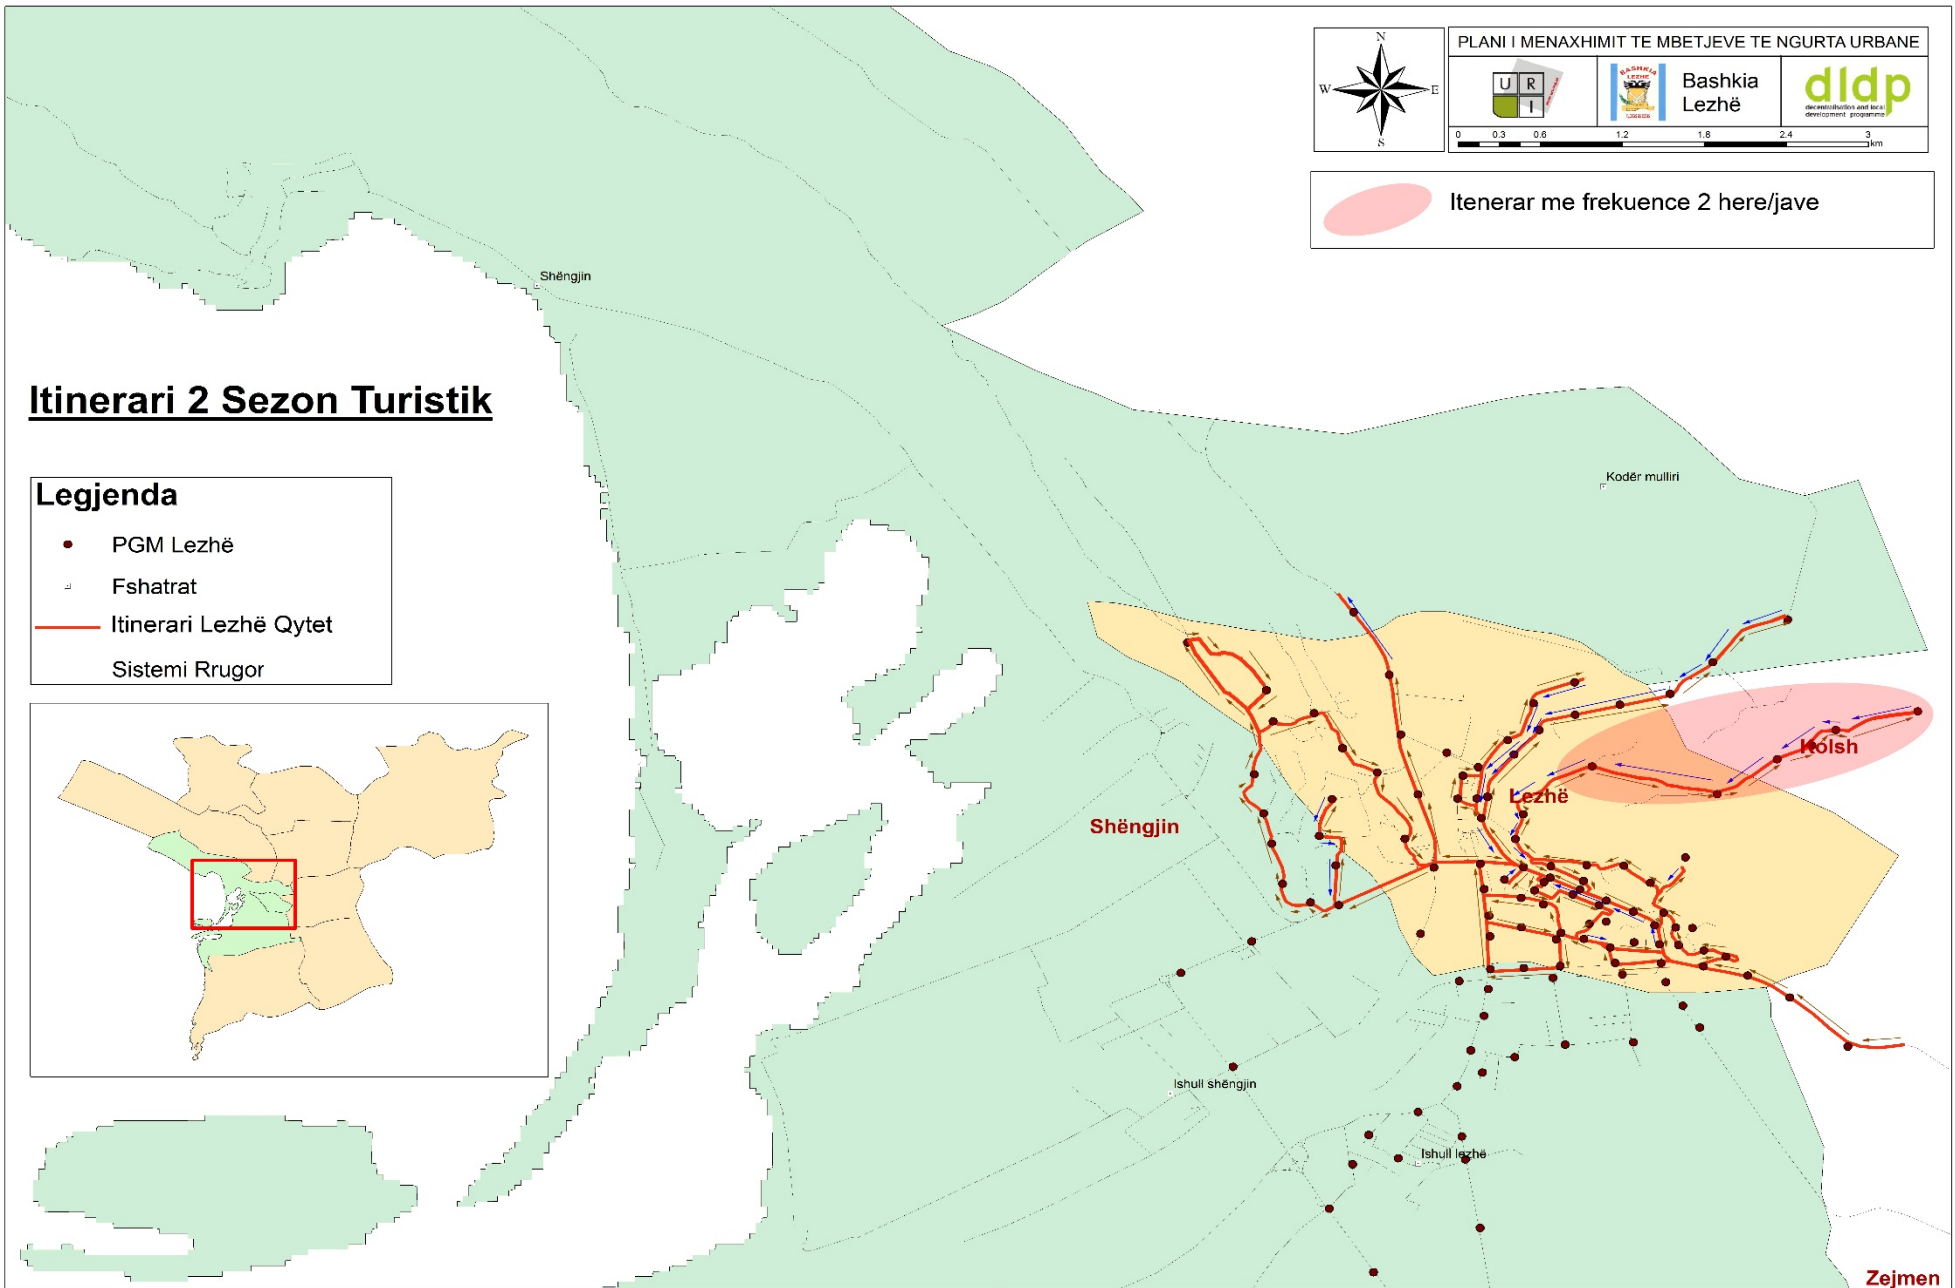 N
W
E
S
PLANI I MENAXHIMIT TE MBETJEVE TE NGURTA URBANE
U R
I
BASHKIA
LEZHE
Bashkia
Lezhë
dldp
decentralisation and local
development programme
0 0.3 0.6 1.2 1.8 2.4 3
km
Itenerar me frekuence 2 here/jave
Shëngjin
Itinerari 2 Sezon Turistik
Legjenda
PGM Lezhë
Fshatrat
Itinerari Lezhë Qytet
Sistemi Rrugor
Kodër mulliri
Kolsh
Lezhë
Shëngjin
Ishull shëngjin
Ishull lezhë
Zejmen